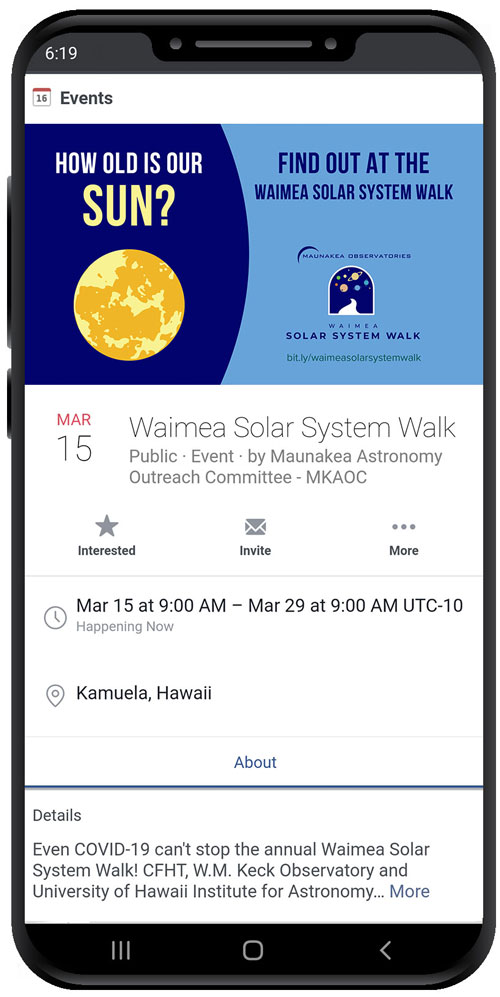 6:19
16 Events
HOW OLD IS OUR
SUN?
FIND OUT AT THE
WAIMEA SOLAR SYSTEM WALK
MAUNAKEA OBSERVATORIES
WAIMEA
SOLAR SYSTEM WALK
bit.ly/waimeasolarsystemwalk
MAR
15
Waimea Solar System Walk
Public · Event · by Maunakea Astronomy
Outreach Committee - MKAOC
Interested
Invite
More
Mar 15 at 9:00 AM – Mar 29 at 9:00 AM UTC-10
Happening Now
Kamuela, Hawaii
About
Details
Even COVID-19 can't stop the annual Waimea Solar
System Walk! CFHT, W.M. Keck Observatory and
University of Hawaii Institute for Astronomy... More